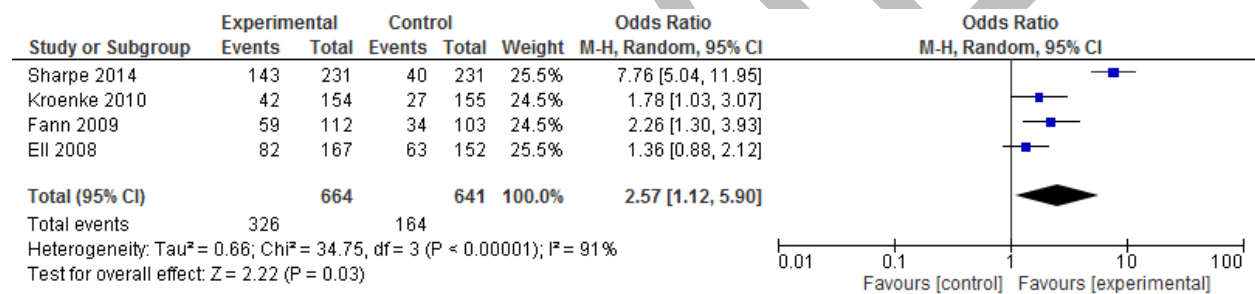 Experimental Control Odds Ratio Odds Ratio
Study or Subgroup Events Total Events Total Weight M-H, Random, 95% CI M-H, Random, 95% CI
Sharpe 2014 143 231 40 231 25.5% 7.76 [5.04, 11.95]
Kroenke 2010 42 154 27 155 24.5% 1.78 [1.03, 3.07]
Fann 2009 59 112 34 103 24.5% 2.26 [1.30, 3.93]
Ell 2008 82 167 63 152 25.5% 1.36 [0.88, 2.12]
Total (95% CI) 664 641 100.0% 2.57 [1.12, 5.90]
Total events 326 164
Heterogeneity: Tau² = 0.66; Chi² = 34.75, df = 3 (P < 0.00001); I² = 91%
Test for overall effect: Z = 2.22 (P = 0.03)
0.01 0.1 1 10 100
Favours [control] Favours [experimental]